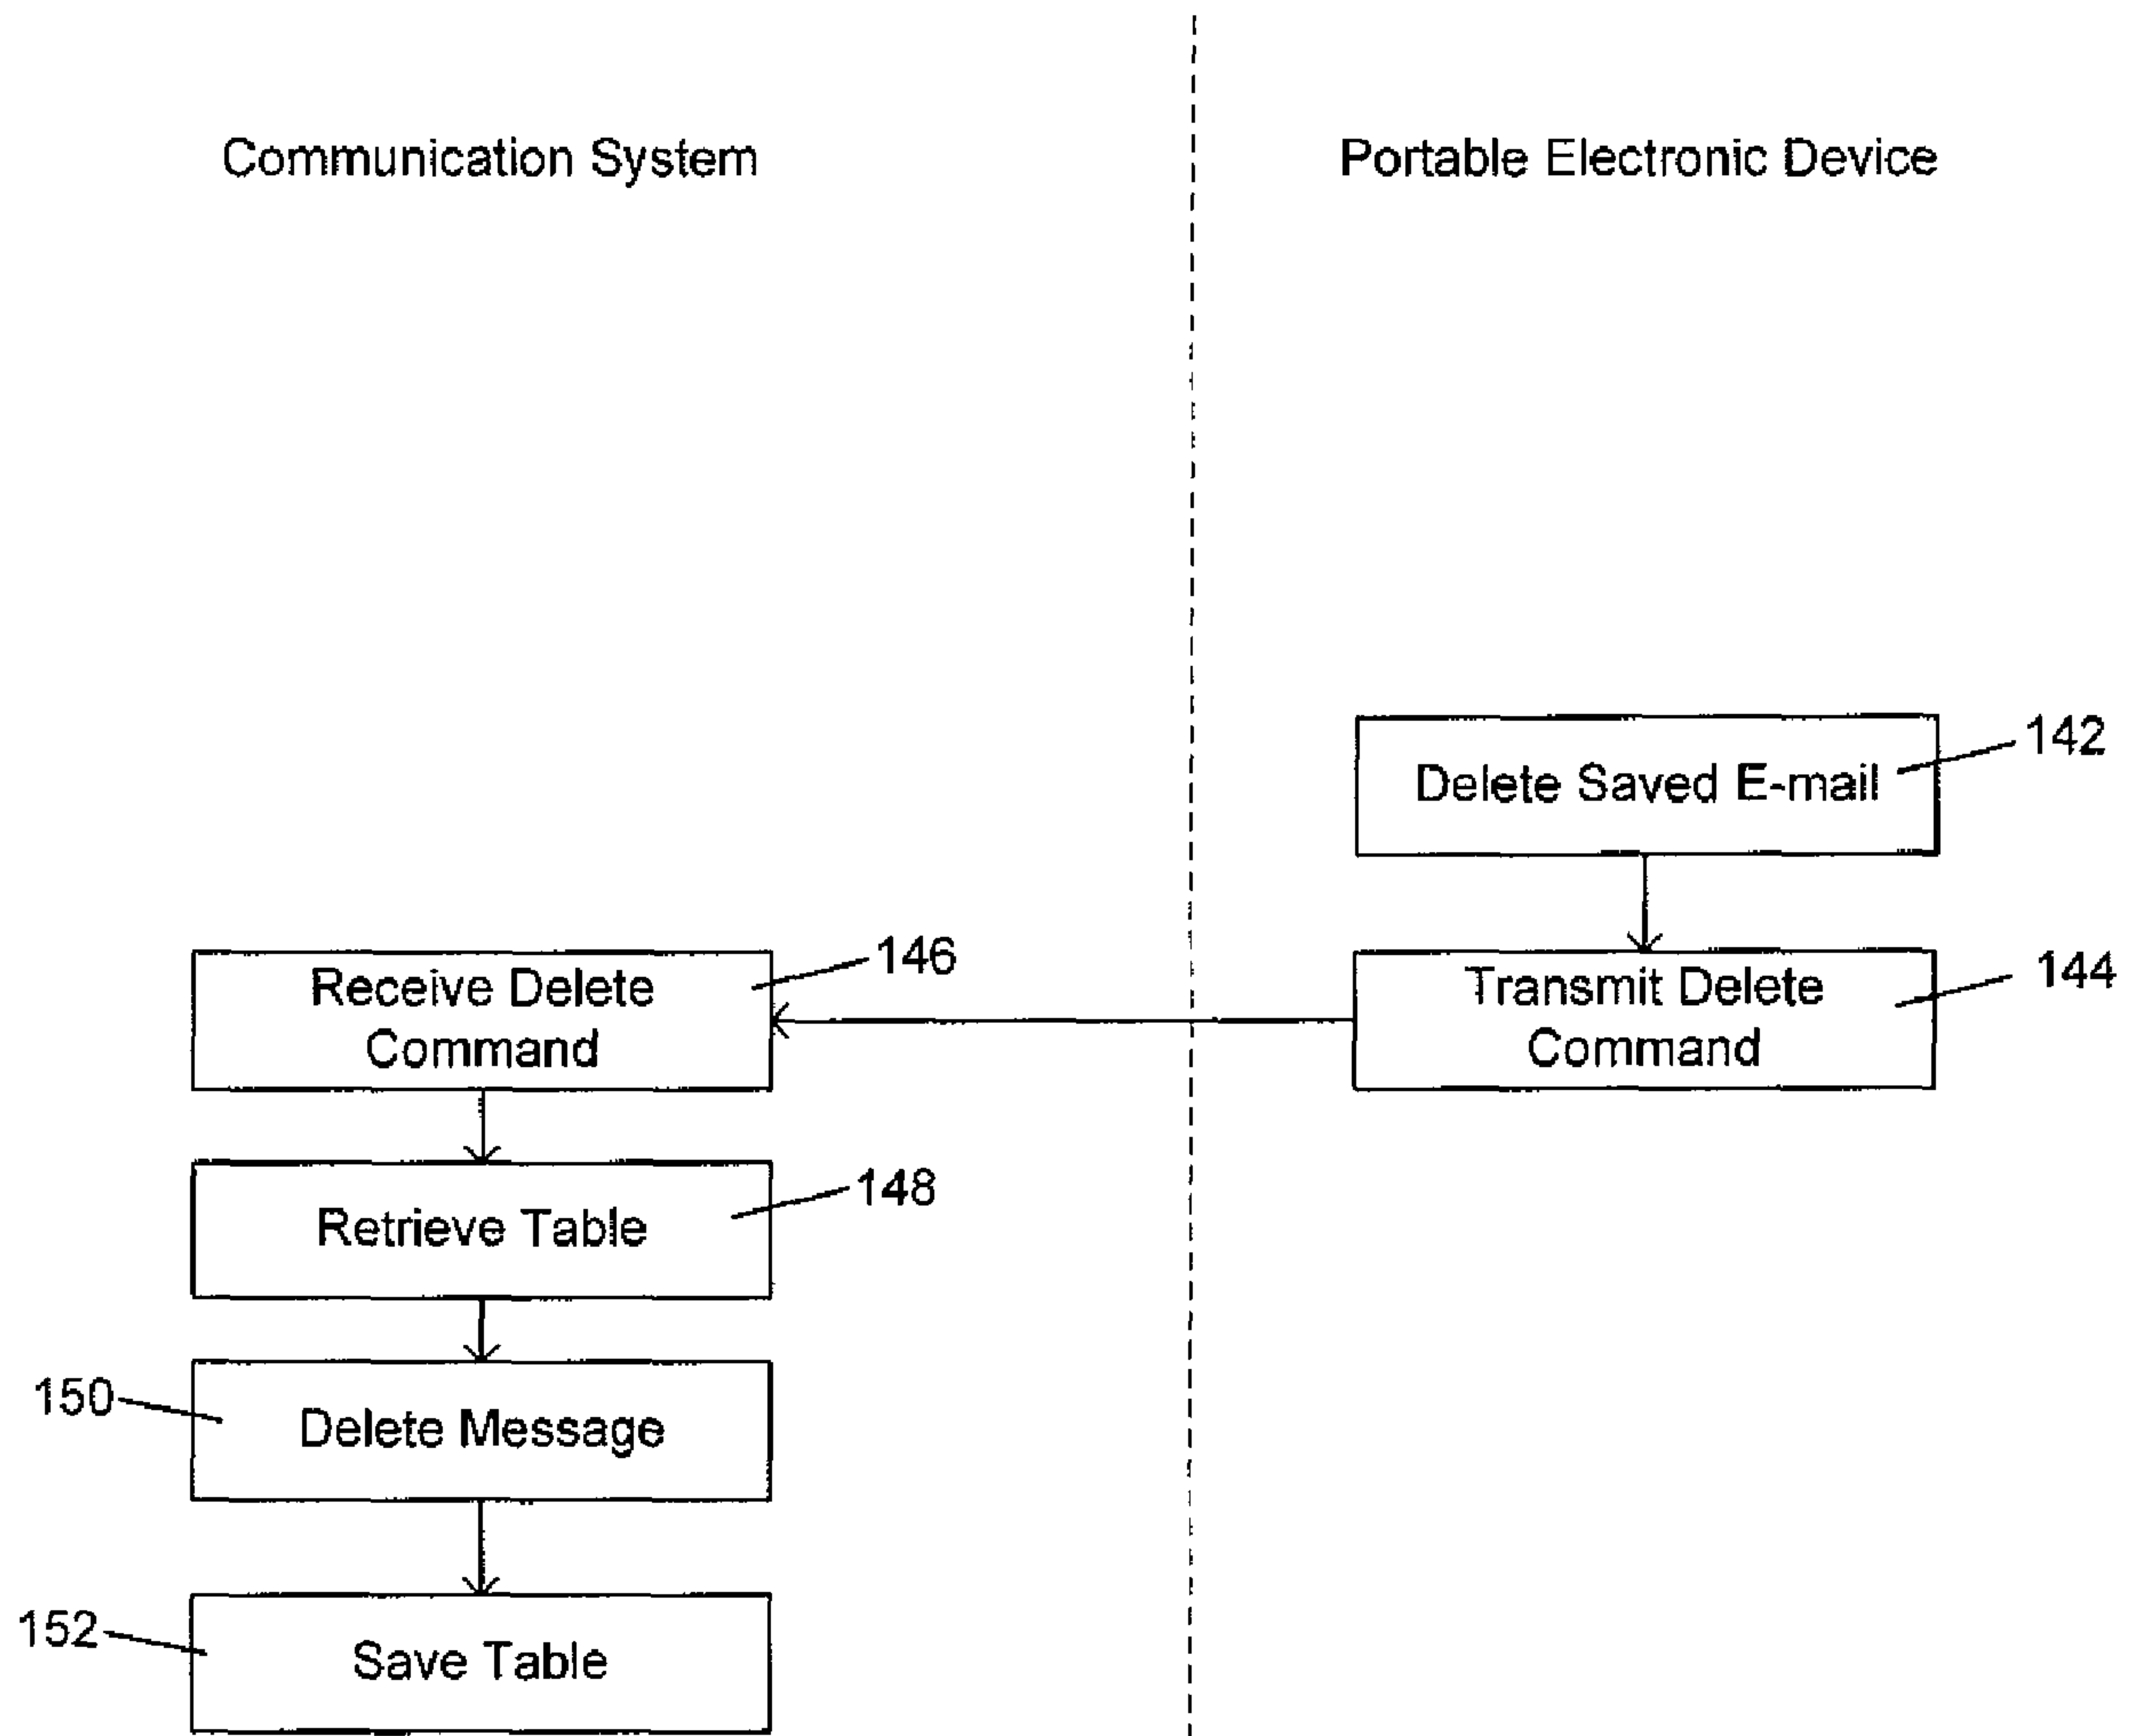 Communication System
Portable Electronic Device
142
Delete Saved E-mail
144
Transmit Delete
Command
146
Receive Delete
Command
148
Retrieve Table
150
Delete Message
152
Save Table